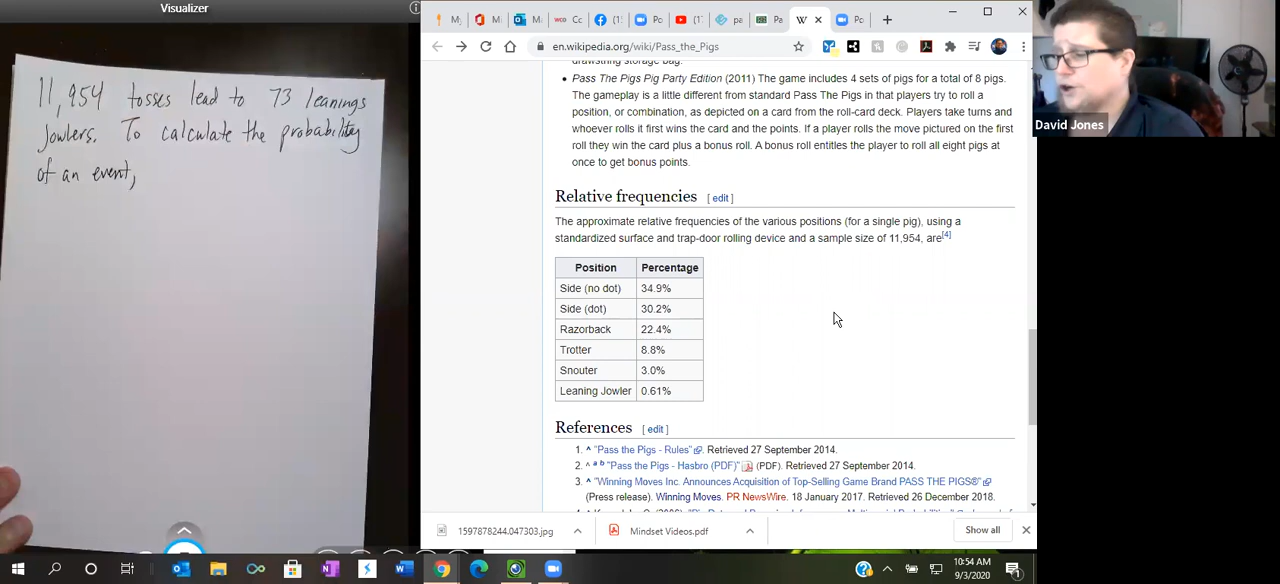 Visualizer
11,954 tosses lead to 73 leanings
Jowlers. To calculate the probability
of an event,
en.wikipedia.org/wiki/Pass_the_Pigs
David Jones
drawstring storage bag.
• Pass The Pigs Pig Party Edition (2011) The game includes 4 sets of pigs for a total of 8 pigs.
The gameplay is a little different from standard Pass The Pigs in that players try to roll a
position, or combination, as depicted on a card from the roll-card deck. Players take turns and
whoever rolls it first wins the card and the points. If a player rolls the move pictured on the first
roll they win the card plus a bonus roll. A bonus roll entitles the player to roll all eight pigs at
once to get bonus points.
Relative frequencies [ edit ]
The approximate relative frequencies of the various positions (for a single pig), using a
standardized surface and trap-door rolling device and a sample size of 11,954, are[4]
Position Percentage
Side (no dot) 34.9%
Side (dot) 30.2%
Razorback 22.4%
Trotter 8.8%
Snouter 3.0%
Leaning Jowler 0.61%
References [ edit ]
1. ^ "Pass the Pigs - Rules". Retrieved 27 September 2014.
2. ^ a b "Pass the Pigs - Hasbro (PDF)" (PDF). Retrieved 27 September 2014.
3. ^ "Winning Moves Inc. Announces Acquisition of Top-Selling Game Brand PASS THE PIGS®"
(Press release). Winning Moves. PR NewsWire. 18 January 2017. Retrieved 26 December 2018.
1597878244.047303.jpg
Mindset Videos.pdf
Show all
10:54 AM
9/3/2020